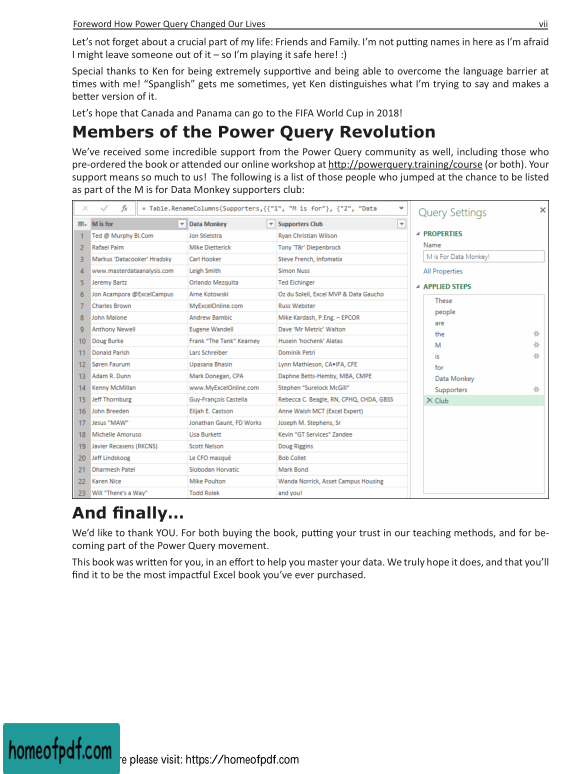 Foreword How Power Query Changed Our Lives vii
Let's not forget about a crucial part of my life: Friends and Family. I'm not putting names in here as I'm afraid
I might leave someone out of it – so I'm playing it safe here! :)
Special thanks to Ken for being extremely supportive and being able to overcome the language barrier at
times with me! "Spanglish" gets me sometimes, yet Ken distinguishes what I'm trying to say and makes a
better version of it.
Let's hope that Canada and Panama can go to the FIFA World Cup in 2018!
Members of the Power Query Revolution
We've received some incredible support from the Power Query community as well, including those who
pre-ordered the book or attended our online workshop at http://powerquery.training/course (or both). Your
support means so much to us! The following is a list of those people who jumped at the chance to be listed
as part of the M is for Data Monkey supporters club:
fx = Table.RenameColumns(Supporters,{{"1", "M is for"}, {"2", "Data
M is for Data Monkey Supporters Club
1 Ted @ Murphy BI.Com Jon Stielstra Ryan Christian Wilson
2 Rafael Paim Mike Dietterick Tony 'TBr' Diepenbrock
3 Markus 'Datacooker' Hradsky Carl Hooker Steve French, Infomatix
4 www.masterdataanalysis.com Leigh Smith Simon Nuss
5 Jeremy Bartz Orlando Mezquita Ted Eichinger
6 Jon Acampora @ExcelCampus Arne Kotowski Oz du Soleil, Excel MVP & Data Gaucho
7 Charles Brown MyExcelOnline.com Russ Webster
8 John Malone Andrew Bambic Mike Kardash, P.Eng. – EPCOR
9 Anthony Newell Eugene Wandell Dave 'Mr Metric' Walton
10 Doug Burke Frank "The Tank" Kearney Husein 'hochenk' Alatas
11 Donald Parish Lars Schreiber Dominik Petri
12 Søren Faurum Upasana Bhasin Lynn Mathieson, CA•IFA, CFE
13 Adam R. Dunn Mark Donegan, CPA Daphne Betts-Hemby, MBA, CMPE
14 Kenny McMillan www.MyExcelOnline.com Stephen "Surelock McGill"
15 Jeff Thornburg Guy-François Castella Rebecca C. Beagle, RN, CPHQ, CHDA, GBSS
16 John Breeden Elijah E. Castson Anne Walsh MCT (Excel Expert)
17 Jesus "MAW" Jonathan Gaunt, FD Works Joseph M. Stephens, Sr
18 Michelle Amoruso Lisa Burkett Kevin "GT Services" Zandee
19 Javier Recasens (RKCNS) Scott Nelson Doug Riggins
20 Jeff Lindskoog Le CFO masqué Bob Collet
21 Dharmesh Patel Slobodan Horvatic Mark Bond
22 Karen Nice Mike Poulton Wanda Norrick, Asset Campus Housing
23 Will "There's a Way" Todd Rolek and you!
Query Settings
PROPERTIES
Name
M is For Data Monkey!
All Properties
APPLIED STEPS
These
people
are
the
M
is
for
Data Monkey
Supporters
Club
And finally...
We'd like to thank YOU. For both buying the book, putting your trust in our teaching methods, and for be-
coming part of the Power Query movement.
This book was written for you, in an effort to help you master your data. We truly hope it does, and that you'll
find it to be the most impactful Excel book you've ever purchased.
homeofpdf.com re please visit: https://homeofpdf.com